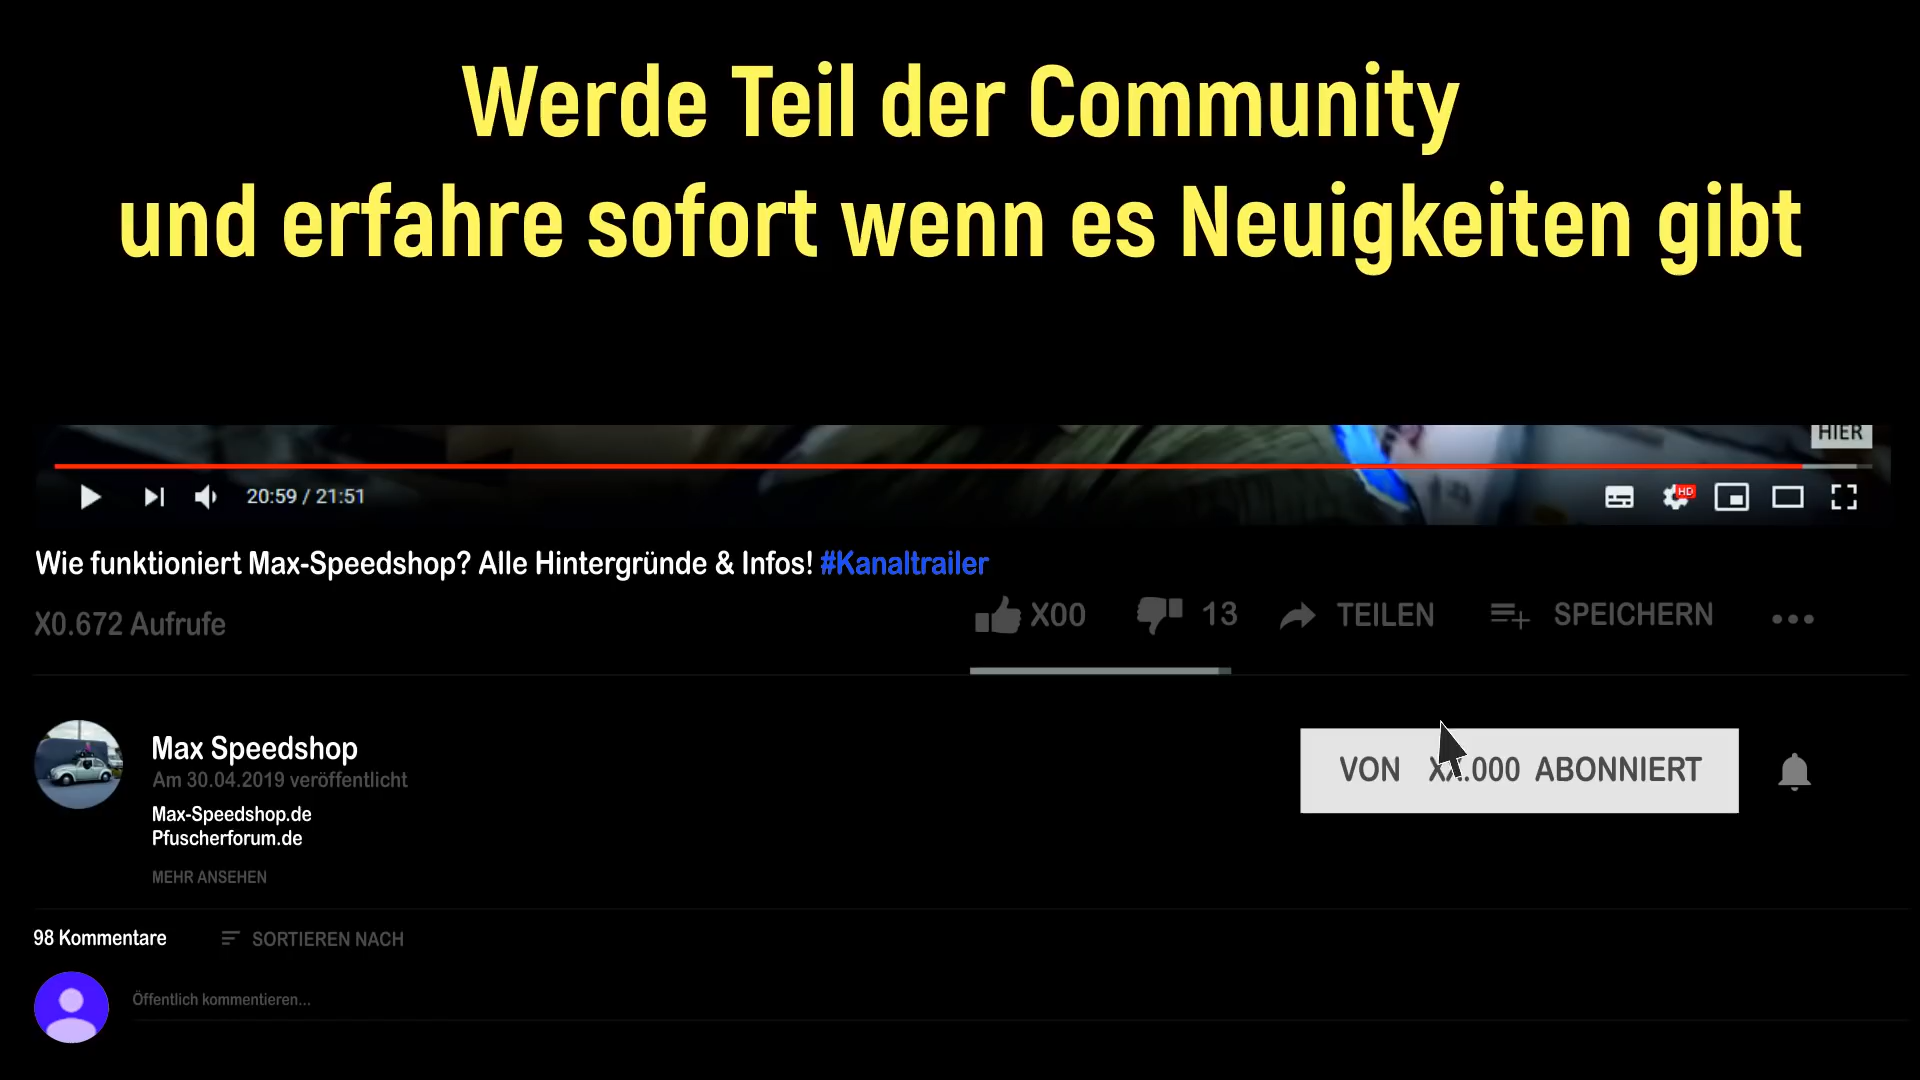 Werde Teil der Community
und erfahre sofort wenn es Neuigkeiten gibt
HIER
20:59 / 21:51
HD
Wie funktioniert Max-Speedshop? Alle Hintergründe & Infos! #Kanaltrailer
X0.672 Aufrufe
X00 13 TEILEN SPEICHERN
Max Speedshop
Am 30.04.2019 veröffentlicht
VON XX.000 ABONNIERT
Max-Speedshop.de
Pfuscherforum.de
MEHR ANSEHEN
98 Kommentare SORTIEREN NACH
Öffentlich kommentieren...